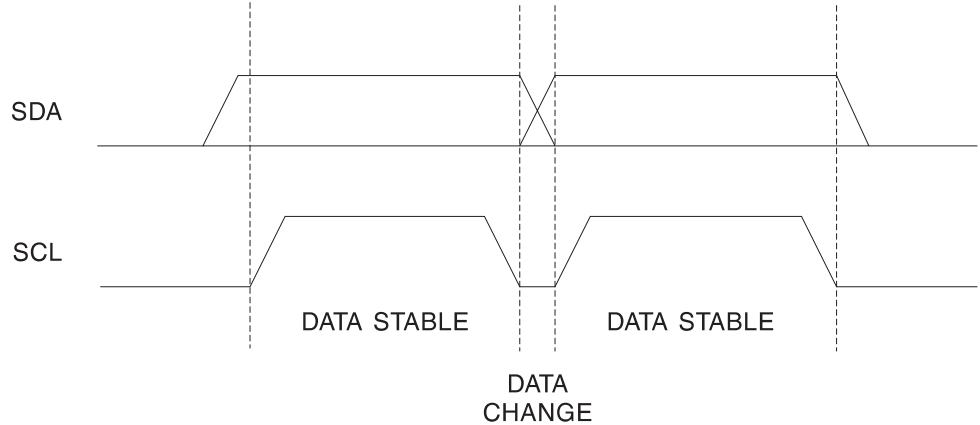 SDA
SCL
DATA STABLE
DATA STABLE
DATA
CHANGE